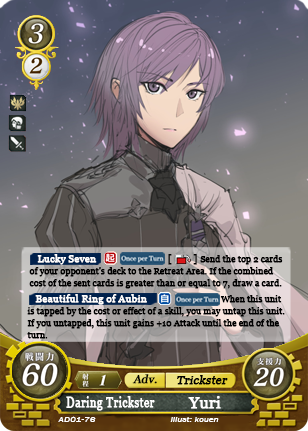 3
2
Lucky Seven 起 Once per Turn [ ] Send the top 2 cards
of your opponent's deck to the Retreat Area. If the combined
cost of the sent cards is greater than or equal to 7, draw a card.
Beautiful Ring of Aubin 自 Once per Turn When this unit
is tapped by the cost or effect of a skill, you may untap this unit.
If you untapped, this unit gains +10 Attack until the end of the
turn.
戦闘力
60
射程 1
Adv.
Trickster
支援力
20
Daring Trickster Yuri
AD01-76
Illust: kouen